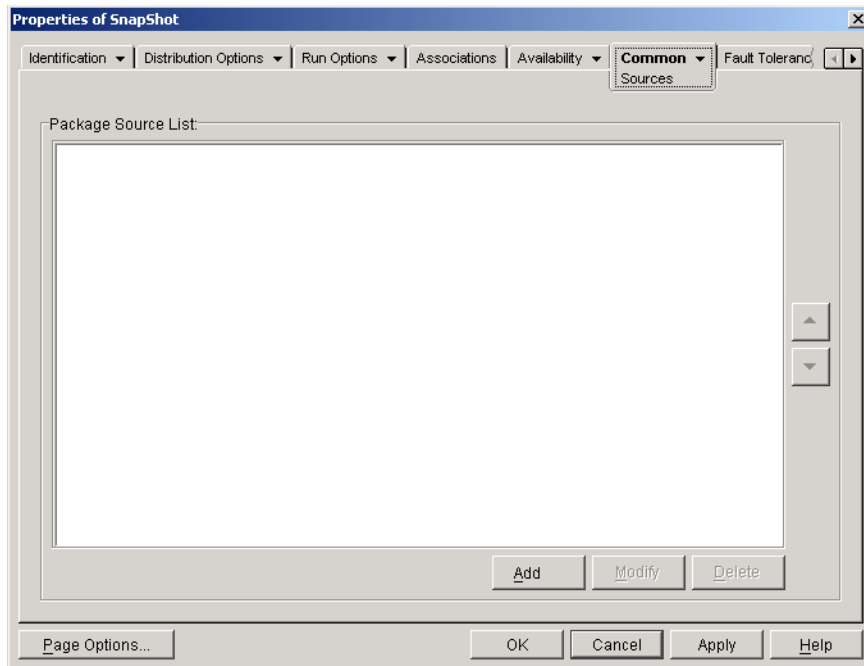 Properties of SnapShot
Identification Distribution Options Run Options Associations Availability Common Fault Toleranc
Sources
Package Source List:
Add Modify Delete
Page Options... OK Cancel Apply Help